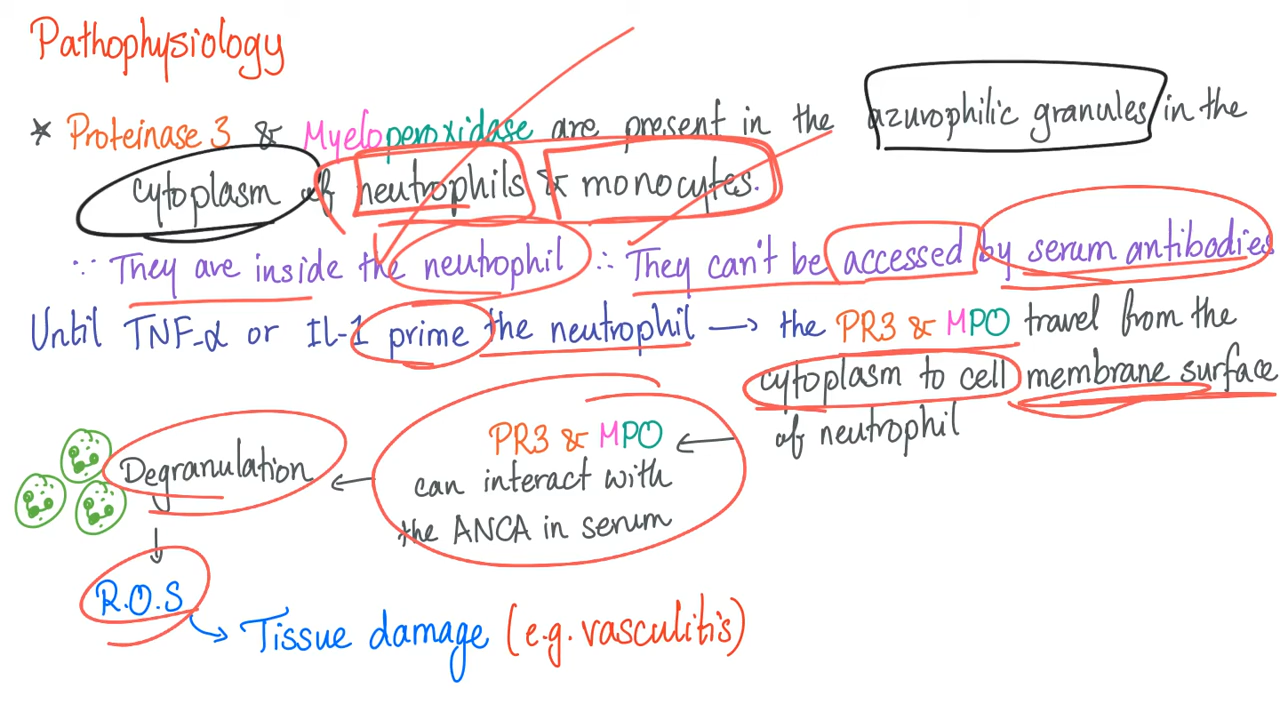 Pathophysiology
* Proteinase 3 & Myeloperoxidase are present in the azurophilic granules in the
cytoplasm of neutrophils & monocytes.
∵ They are inside the neutrophil ∴ They can't be accessed by serum antibodies
Until TNF-α or IL-1 prime the neutrophil → the PR3 & MPO travel from the
cytoplasm to cell membrane surface
of neutrophil
← PR3 & MPO
can interact with
the ANCA in serum
← Degranulation
↓
R.O.S
→ Tissue damage (e.g. vasculitis)